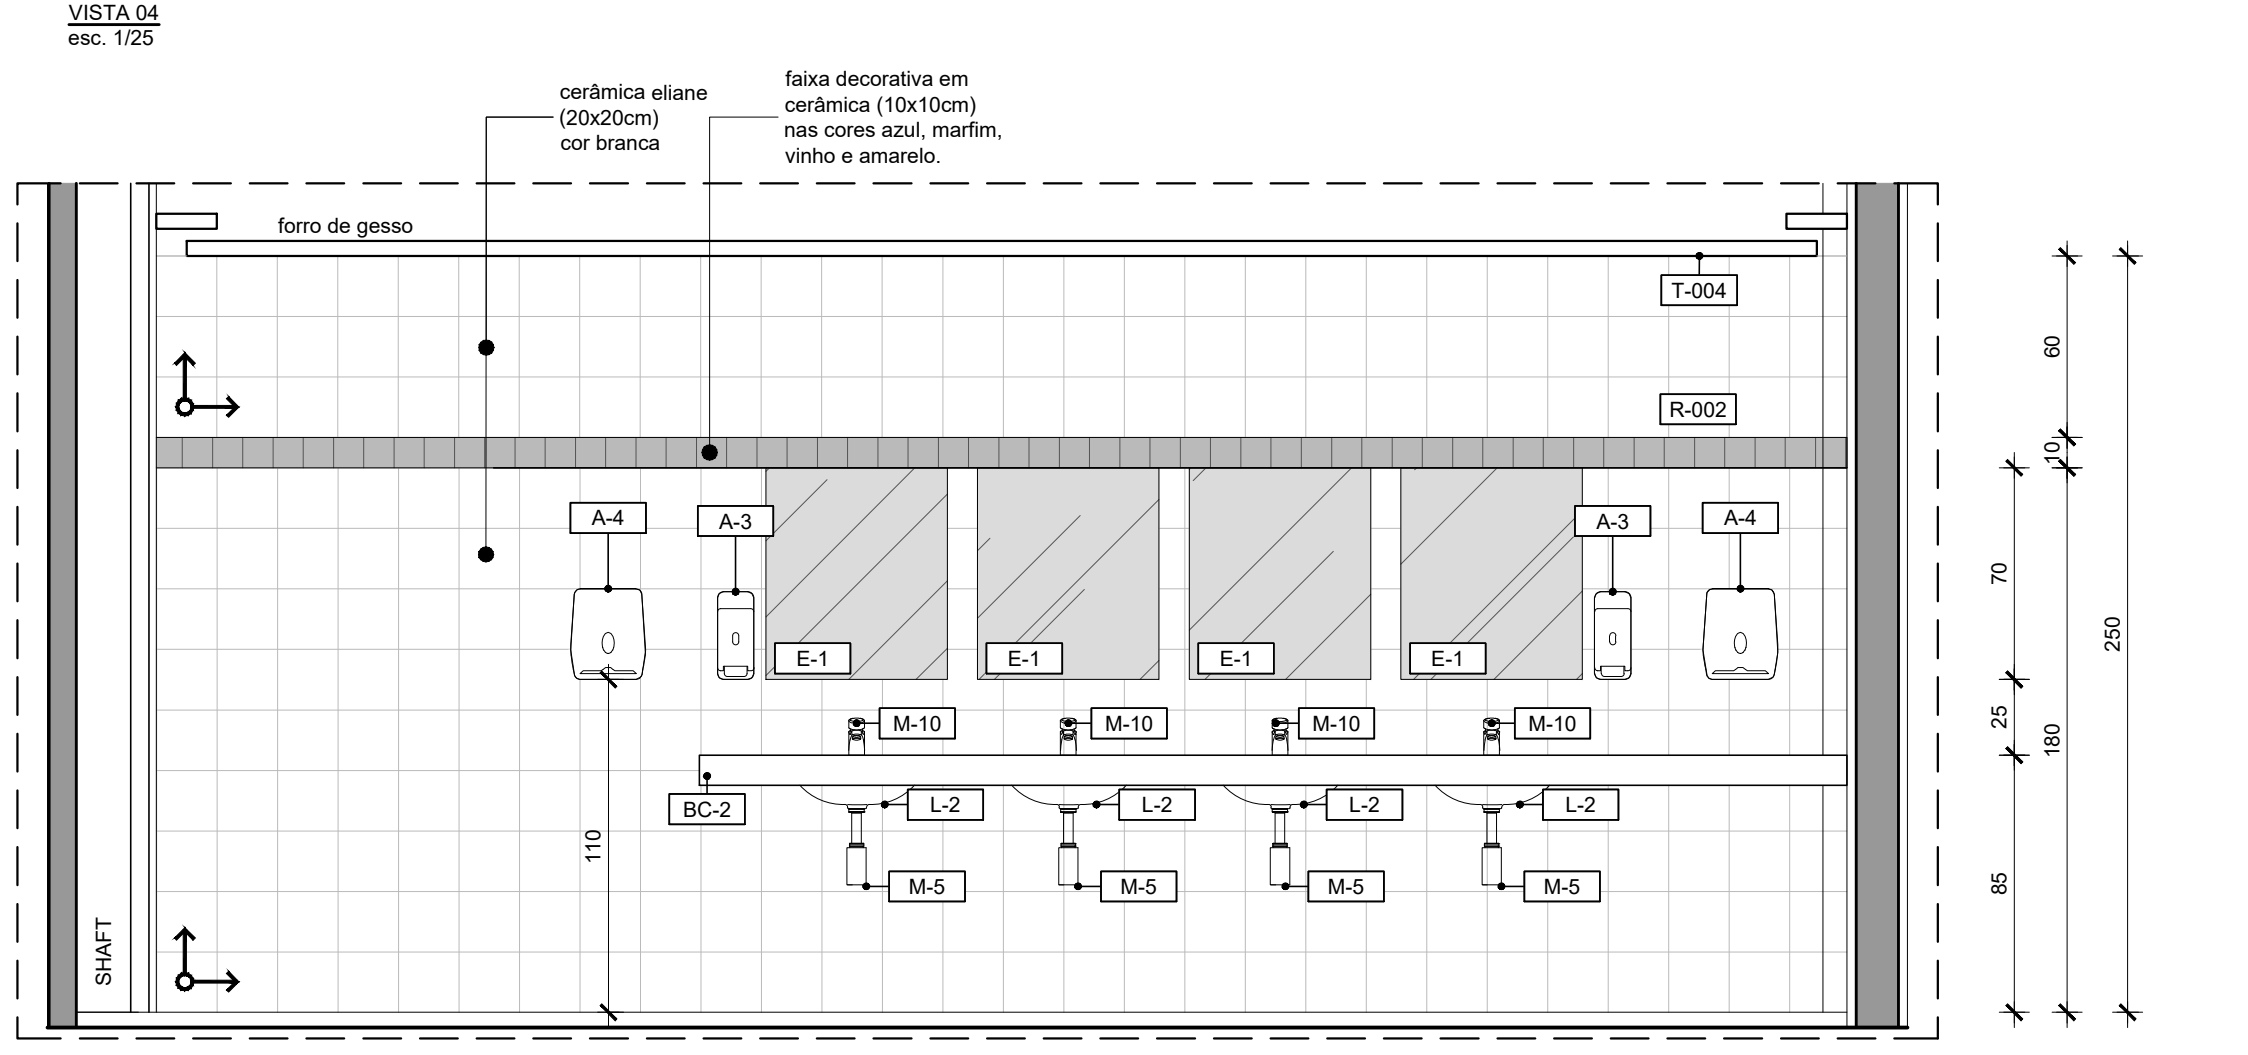 VISTA 04
esc. 1/25
cerâmica eliane
(20x20cm)
cor branca
faixa decorativa em
cerâmica (10x10cm)
nas cores azul, marfim,
vinho e amarelo.
forro de gesso
T-004
R-002
60
10
A-4
A-3
A-3
A-4
70
250
E-1
E-1
E-1
E-1
M-10
M-10
M-10
M-10
25
180
BC-2
L-2
L-2
L-2
L-2
110
M-5
M-5
M-5
M-5
85
SHAFT